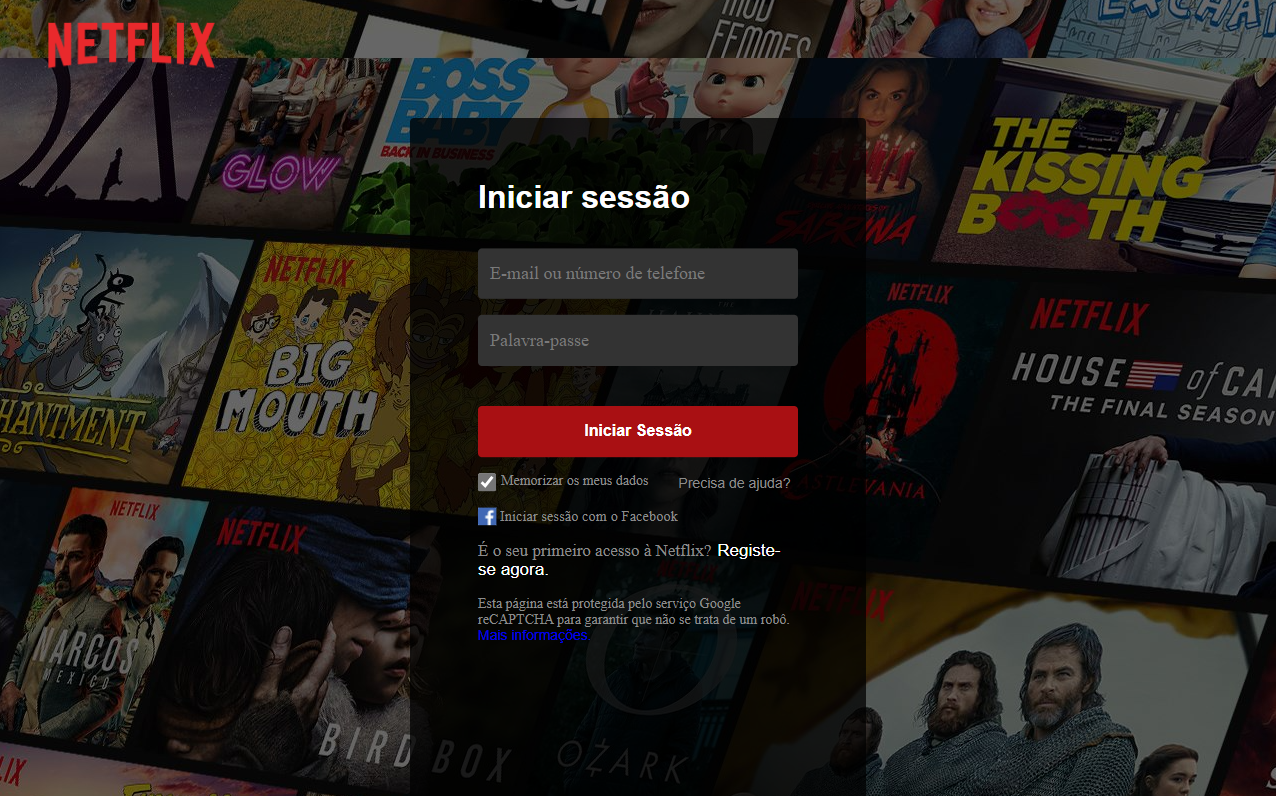 NETFLIX
MOD
FEMMES
BOSS
BABY
BACK IN BUSINESS
GLOW
THE
KISSING
BOOTH
SABRINA
Iniciar sessão
E-mail ou número de telefone
Palavra-passe
Iniciar Sessão
Memorizar os meus dados
Precisa de ajuda?
Iniciar sessão com o Facebook
É o seu primeiro acesso à Netflix? Registe-
se agora.
Esta página está protegida pelo serviço Google
reCAPTCHA para garantir que não se trata de um robô.
Mais Informações
HANTMENT
NETFLIX
BIG
MOUTH
NETFLIX
ASTLEVANIA
NETFLIX
HOUSE of CAR
THE FINAL SEASON
NETFLIX
NARCOS
MEXICO
NETFLIX
BIRD BOX
OZARK
NETFLIX
LIX